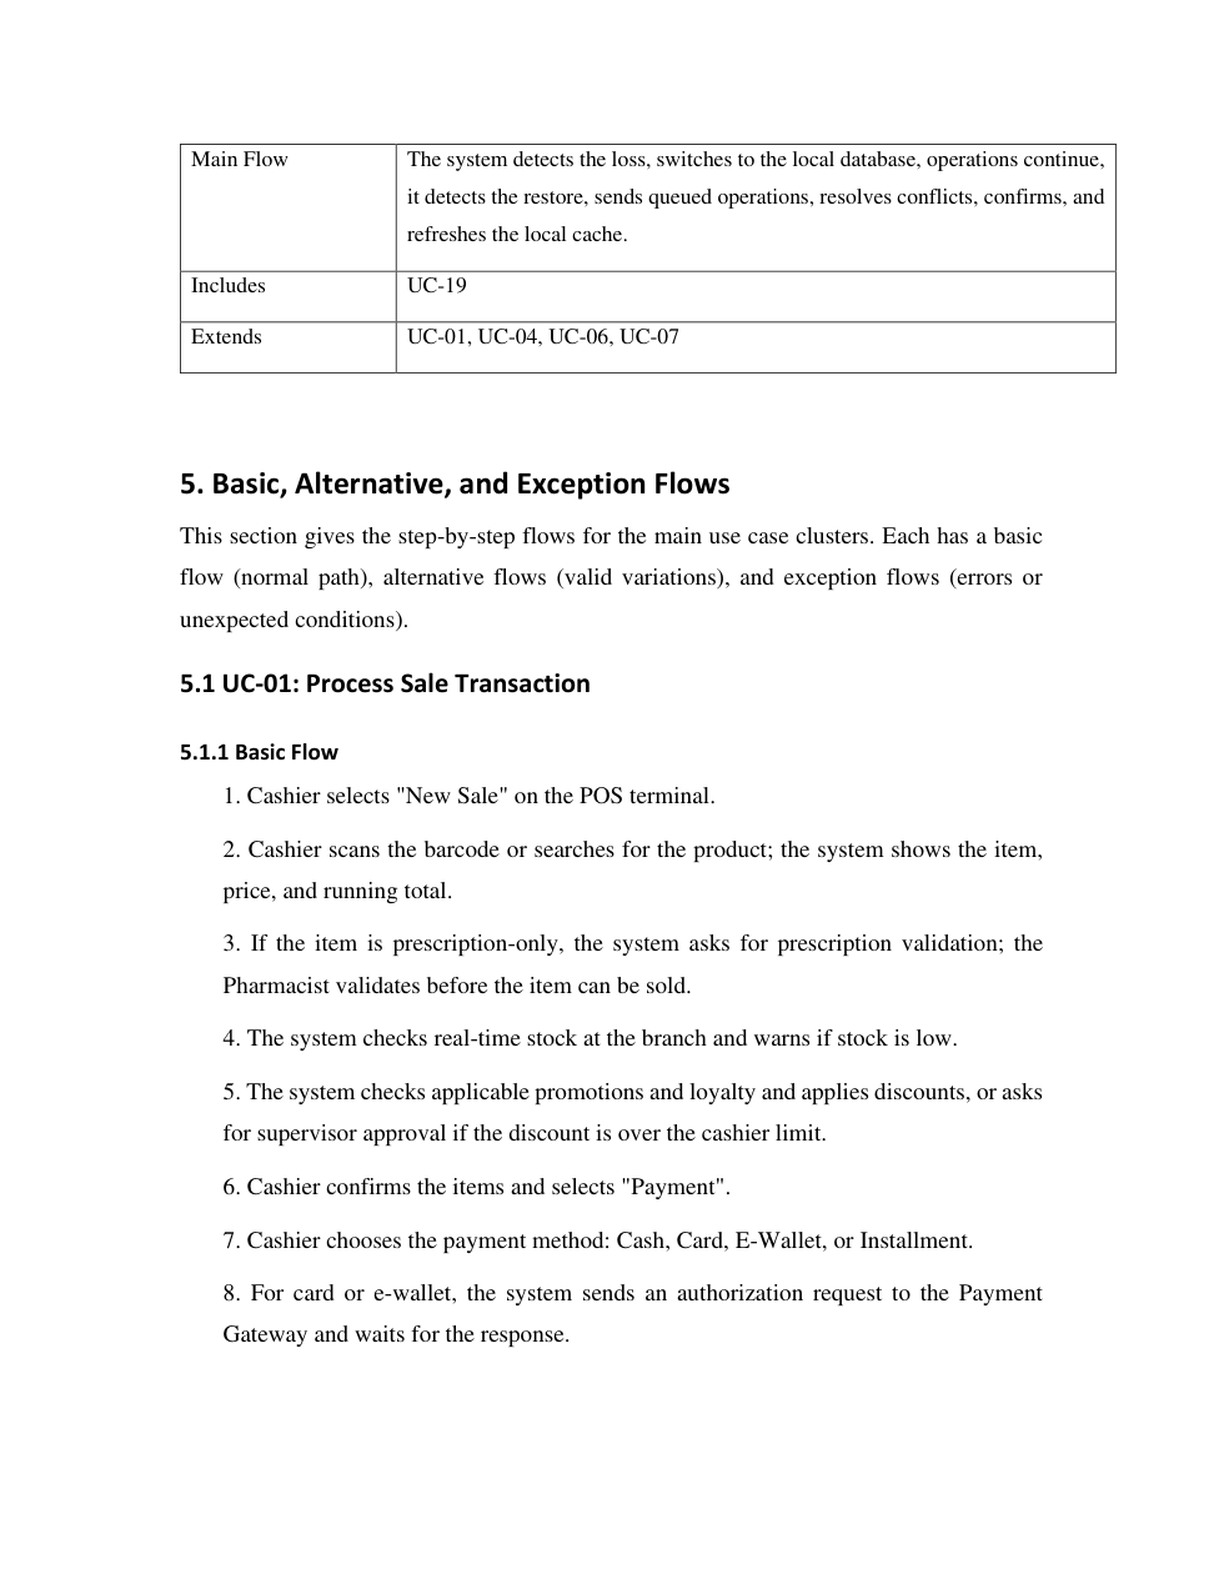 Main Flow
The system detects the loss, switches to the local database, operations continue,
it detects the restore, sends queued operations, resolves conflicts, confirms, and
refreshes the local cache.
Includes
UC-19
Extends
UC-01, UC-04, UC-06, UC-07
5. Basic, Alternative, and Exception Flows
This section gives the step-by-step flows for the main use case clusters. Each has a basic
flow (normal path), alternative flows (valid variations), and exception flows (errors or
unexpected conditions).
5.1 UC-01: Process Sale Transaction
5.1.1 Basic Flow
1. Cashier selects "New Sale" on the POS terminal.
2. Cashier scans the barcode or searches for the product; the system shows the item,
price, and running total.
3. If the item is prescription-only, the system asks for prescription validation; the
Pharmacist validates before the item can be sold.
4. The system checks real-time stock at the branch and warns if stock is low.
5. The system checks applicable promotions and loyalty and applies discounts, or asks
for supervisor approval if the discount is over the cashier limit.
6. Cashier confirms the items and selects "Payment".
7. Cashier chooses the payment method: Cash, Card, E-Wallet, or Installment.
8. For card or e-wallet, the system sends an authorization request to the Payment
Gateway and waits for the response.